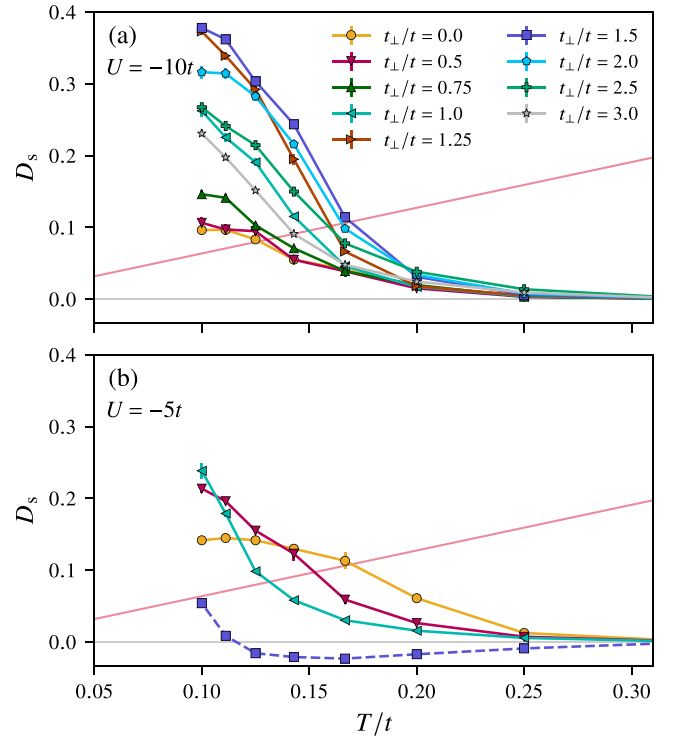 0.4
(a)
U = −10t
t⊥/t = 0.0
t⊥/t = 0.5
t⊥/t = 0.75
t⊥/t = 1.0
t⊥/t = 1.25
t⊥/t = 1.5
t⊥/t = 2.0
t⊥/t = 2.5
t⊥/t = 3.0
0.3
0.2
0.1
0.0
Ds
0.4
(b)
U = −5t
0.3
0.2
0.1
0.0
Ds
0.05 0.10 0.15 0.20 0.25 0.30
T/t